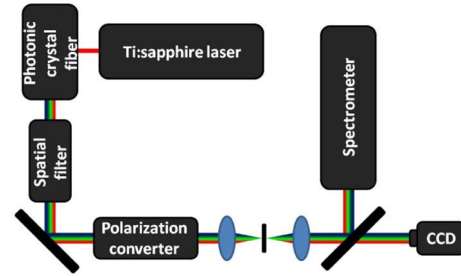 Photonic
crystal
fiber
Ti:sapphire laser
Spatial
filter
Polarization
converter
Spectrometer
CCD